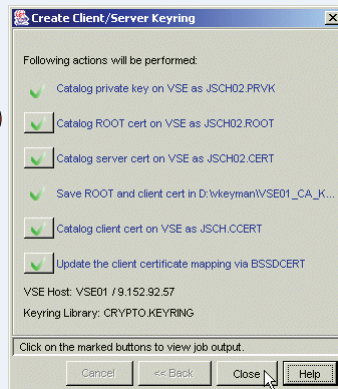 Create Client/Server Keyring
Following actions will be performed:
Catalog private key on VSE as JSCH02.PRVK
Catalog ROOT cert on VSE as JSCH02.ROOT
Catalog server cert on VSE as JSCH02.CERT
Save ROOT and client cert in D:\vkeyman\VSE01_CA_K...
Catalog client cert on VSE as JSCH.CCERT
Update the client certificate mapping via BSSDCERT
VSE Host: VSE01 / 9.152.92.57
Keyring Library: CRYPTO.KEYRING
Click on the marked buttons to view job output.
Cancel << Back Close Help